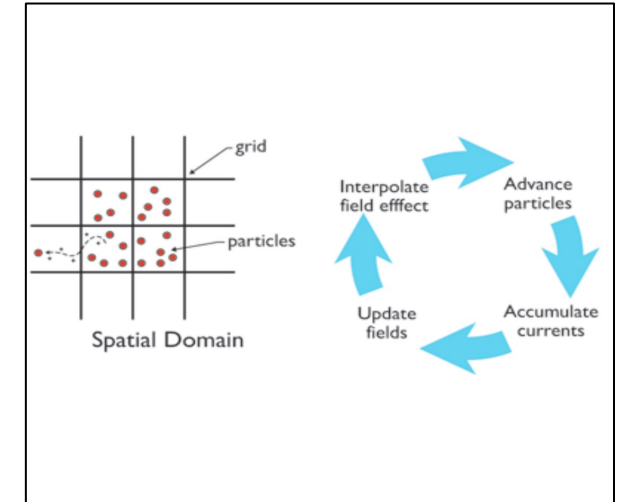 grid
particles
Spatial Domain
Interpolate
field efffect
Advance
particles
Accumulate
currents
Update
fields